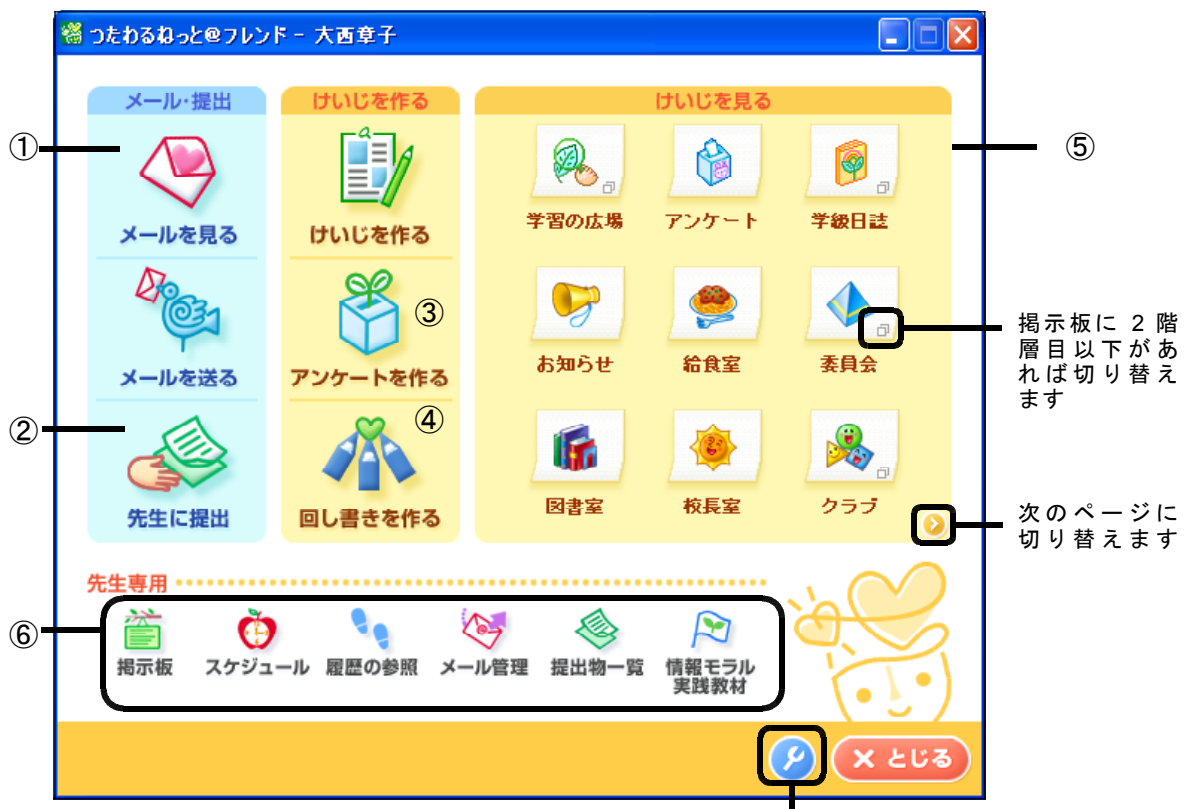 つたわるねっと@フレンド - 大西章子
メール・提出
けいじを作る
けいじを見る
①
⑤
メールを見る
けいじを作る
学習の広場
アンケート
学級日誌
③
メールを送る
アンケートを作る
お知らせ
給食室
委員会
掲示板に 2 階
層目以下があ
れば切り替え
ます
②
④
先生に提出
回し書きを作る
図書室
校長室
クラブ
次のページに
切り替えます
先生専用
⑥
掲示板
スケジュール
履歴の参照
メール管理
提出物一覧
情報モラル
実践教材
× とじる